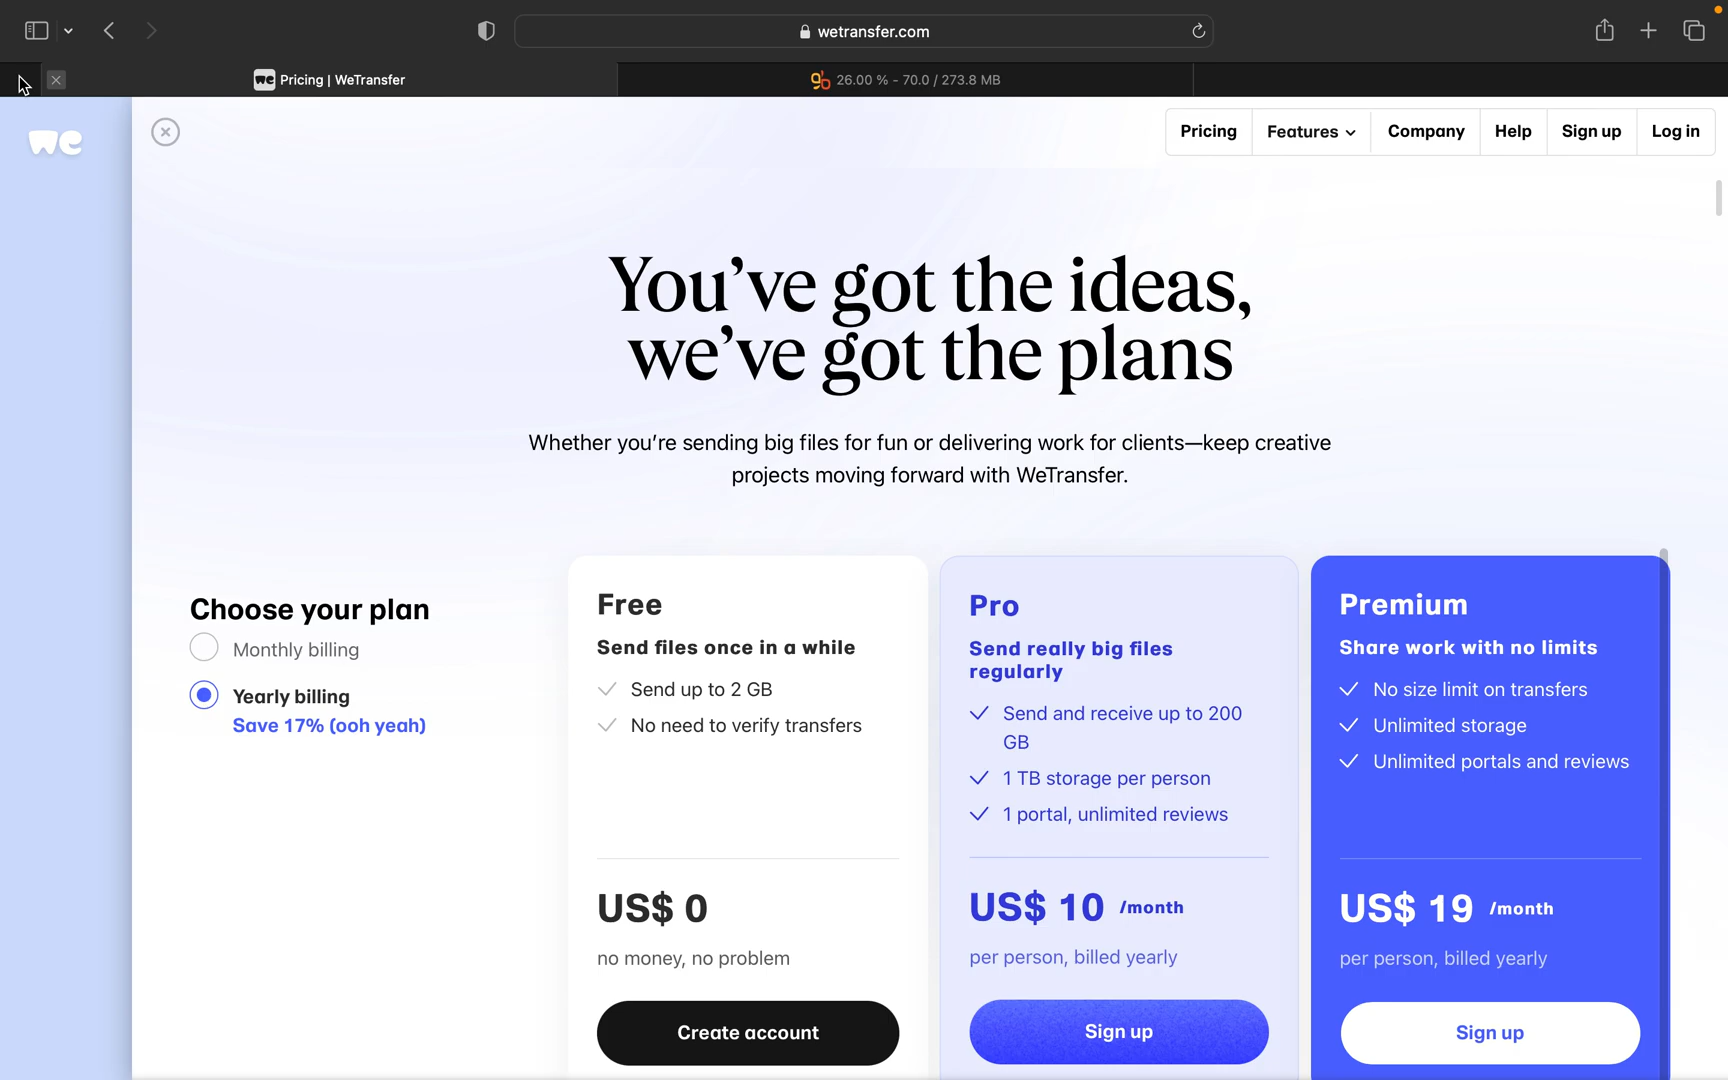 wetransfer.com
we Pricing | WeTransfer
gb 26.00 % - 70.0 / 273.8 MB
we
Pricing Features Company Help Sign up Log in
You’ve got the ideas,
we’ve got the plans
Whether you’re sending big files for fun or delivering work for clients—keep creative
projects moving forward with WeTransfer.
Choose your plan
Monthly billing
Yearly billing
Save 17% (ooh yeah)
Free
Send files once in a while
Send up to 2 GB
No need to verify transfers
US$ 0
no money, no problem
Create account
Pro
Send really big files
regularly
Send and receive up to 200
GB
1 TB storage per person
1 portal, unlimited reviews
US$ 10 /month
per person, billed yearly
Sign up
Premium
Share work with no limits
No size limit on transfers
Unlimited storage
Unlimited portals and reviews
US$ 19 /month
per person, billed yearly
Sign up